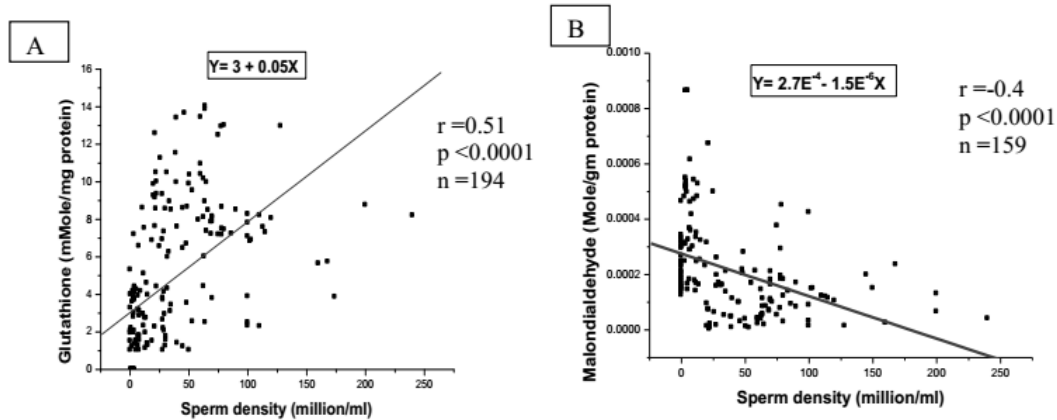 A
Y= 3 + 0.05X
16
14
12
10
8
6
4
2
0
Glutathione (mMole/mg protein)
0 50 100 150 200 250
Sperm density (million/ml)
r =0.51
p <0.0001
n =194
B
Y= 2.7E⁻⁴ - 1.5E⁻⁶X
0.0010
0.0008
0.0006
0.0004
0.0002
0.0000
Malondialdehyde (Mole/gm protein)
0 50 100 150 200 250
Sperm density (million/ml)
r =-0.4
p <0.0001
n =159